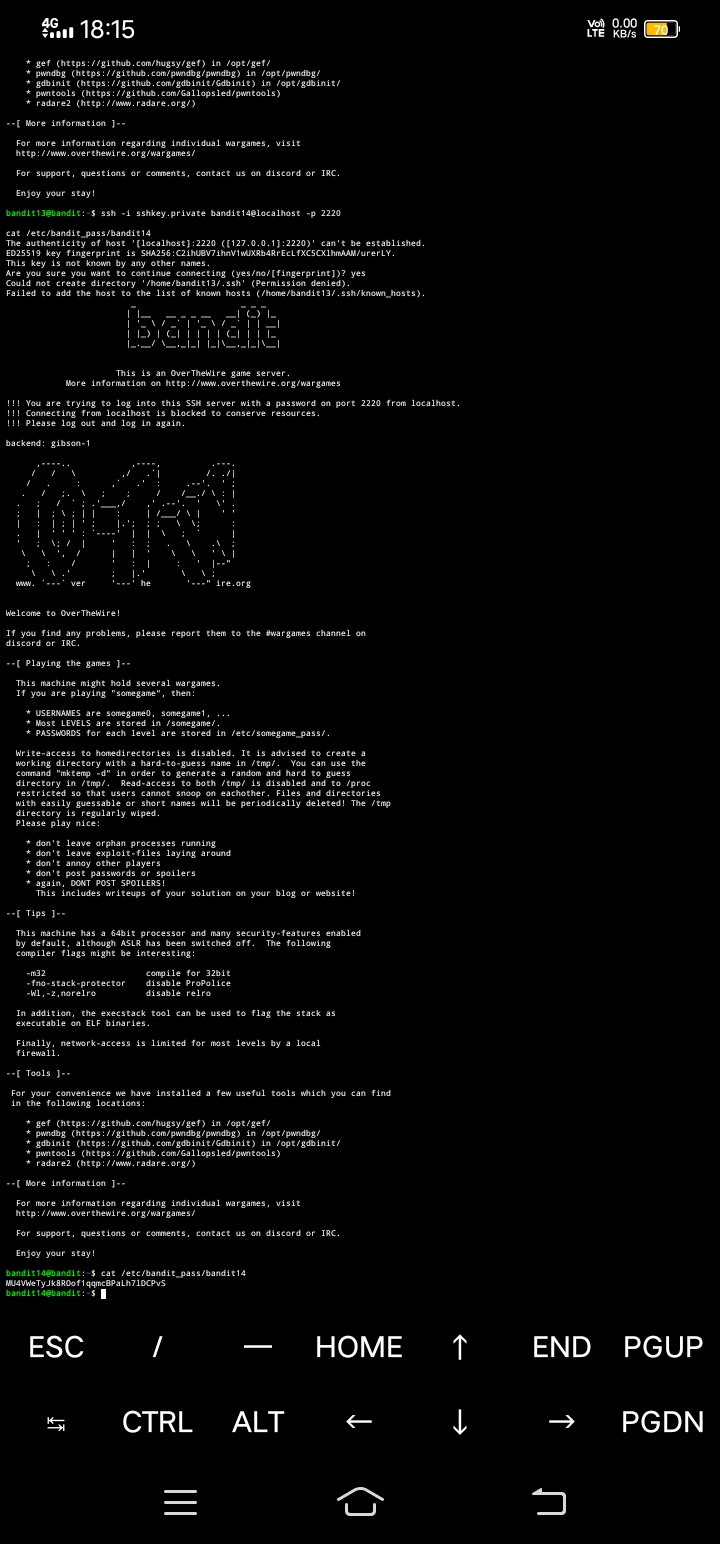 4G 18:15 Vo) LTE 0.00 KB/s 70
* gef (https://github.com/hugsy/gef) in /opt/gef/
* pwndbg (https://github.com/pwndbg/pwndbg) in /opt/pwndbg/
* gdbinit (https://github.com/gdbinit/Gdbinit) in /opt/gdbinit/
* pwntools (https://github.com/Gallopsled/pwntools)
* radare2 (http://www.radare.org/)
--[ More information ]--
For more information regarding individual wargames, visit
http://www.overthewire.org/wargames/
For support, questions or comments, contact us on discord or IRC.
Enjoy your stay!
bandit13@bandit:~$ ssh -i sshkey.private bandit14@localhost -p 2220
cat /etc/bandit_pass/bandit14
The authenticity of host '[localhost]:2220 ([127.0.0.1]:2220)' can't be established.
ED25519 key fingerprint is SHA256:C2ihUBV7ihnV1wUXRb4RrEcLfXC5CXlhmAAM/urerLY.
This key is not known by any other names.
Are you sure you want to continue connecting (yes/no/[fingerprint])? yes
Could not create directory '/home/bandit13/.ssh' (Permission denied).
Failed to add the host to the list of known hosts (/home/bandit13/.ssh/known_hosts).
bandit
This is an OverTheWire game server.
More information on http://www.overthewire.org/wargames
!!! You are trying to log into this SSH server with a password on port 2220 from localhost.
!!! Connecting from localhost is blocked to conserve resources.
!!! Please log out and log in again.
backend: gibson-1
www. ver he ire.org
Welcome to OverTheWire!
If you find any problems, please report them to the #wargames channel on
discord or IRC.
--[ Playing the games ]--
This machine might hold several wargames.
If you are playing "somegame", then:
* USERNAMES are somegame0, somegame1, ...
* Most LEVELS are stored in /somegame/.
* PASSWORDS for each level are stored in /etc/somegame_pass/.
Write-access to homedirectories is disabled. It is advised to create a
working directory with a hard-to-guess name in /tmp/. You can use the
command "mktemp -d" in order to generate a random and hard to guess
directory in /tmp/. Read-access to both /tmp/ is disabled and to /proc
restricted so that users cannot snoop on eachother. Files and directories
with easily guessable or short names will be periodically deleted! The /tmp
directory is regularly wiped.
Please play nice:
* don't leave orphan processes running
* don't leave exploit-files laying around
* don't annoy other players
* don't post passwords or spoilers
* again, DONT POST SPOILERS!
This includes writeups of your solution on your blog or website!
--[ Tips ]--
This machine has a 64bit processor and many security-features enabled
by default, although ASLR has been switched off. The following
compiler flags might be interesting:
-m32 compile for 32bit
-fno-stack-protector disable ProPolice
-Wl,-z,norelro disable relro
In addition, the execstack tool can be used to flag the stack as
executable on ELF binaries.
Finally, network-access is limited for most levels by a local
firewall.
--[ Tools ]--
For your convenience we have installed a few useful tools which you can find
in the following locations:
* gef (https://github.com/hugsy/gef) in /opt/gef/
* pwndbg (https://github.com/pwndbg/pwndbg) in /opt/pwndbg/
* gdbinit (https://github.com/gdbinit/Gdbinit) in /opt/gdbinit/
* pwntools (https://github.com/Gallopsled/pwntools)
* radare2 (http://www.radare.org/)
--[ More information ]--
For more information regarding individual wargames, visit
http://www.overthewire.org/wargames/
For support, questions or comments, contact us on discord or IRC.
Enjoy your stay!
bandit14@bandit:~$ cat /etc/bandit_pass/bandit14
MU4VWeTyJk8ROof1qqmcBPaLh7lDCPvS
bandit14@bandit:~$
ESC / — HOME ↑ END PGUP
↹ CTRL ALT ← ↓ → PGDN